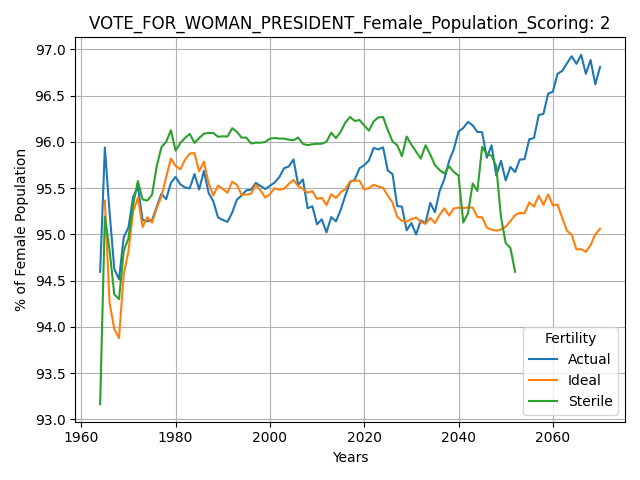 VOTE_FOR_WOMAN_PRESIDENT_Female_Population_Scoring: 2
% of Female Population
97.0
96.5
96.0
95.5
95.0
94.5
94.0
93.5
93.0
1960
1980
2000
2020
2040
2060
Years
Fertility
Actual
Ideal
Sterile